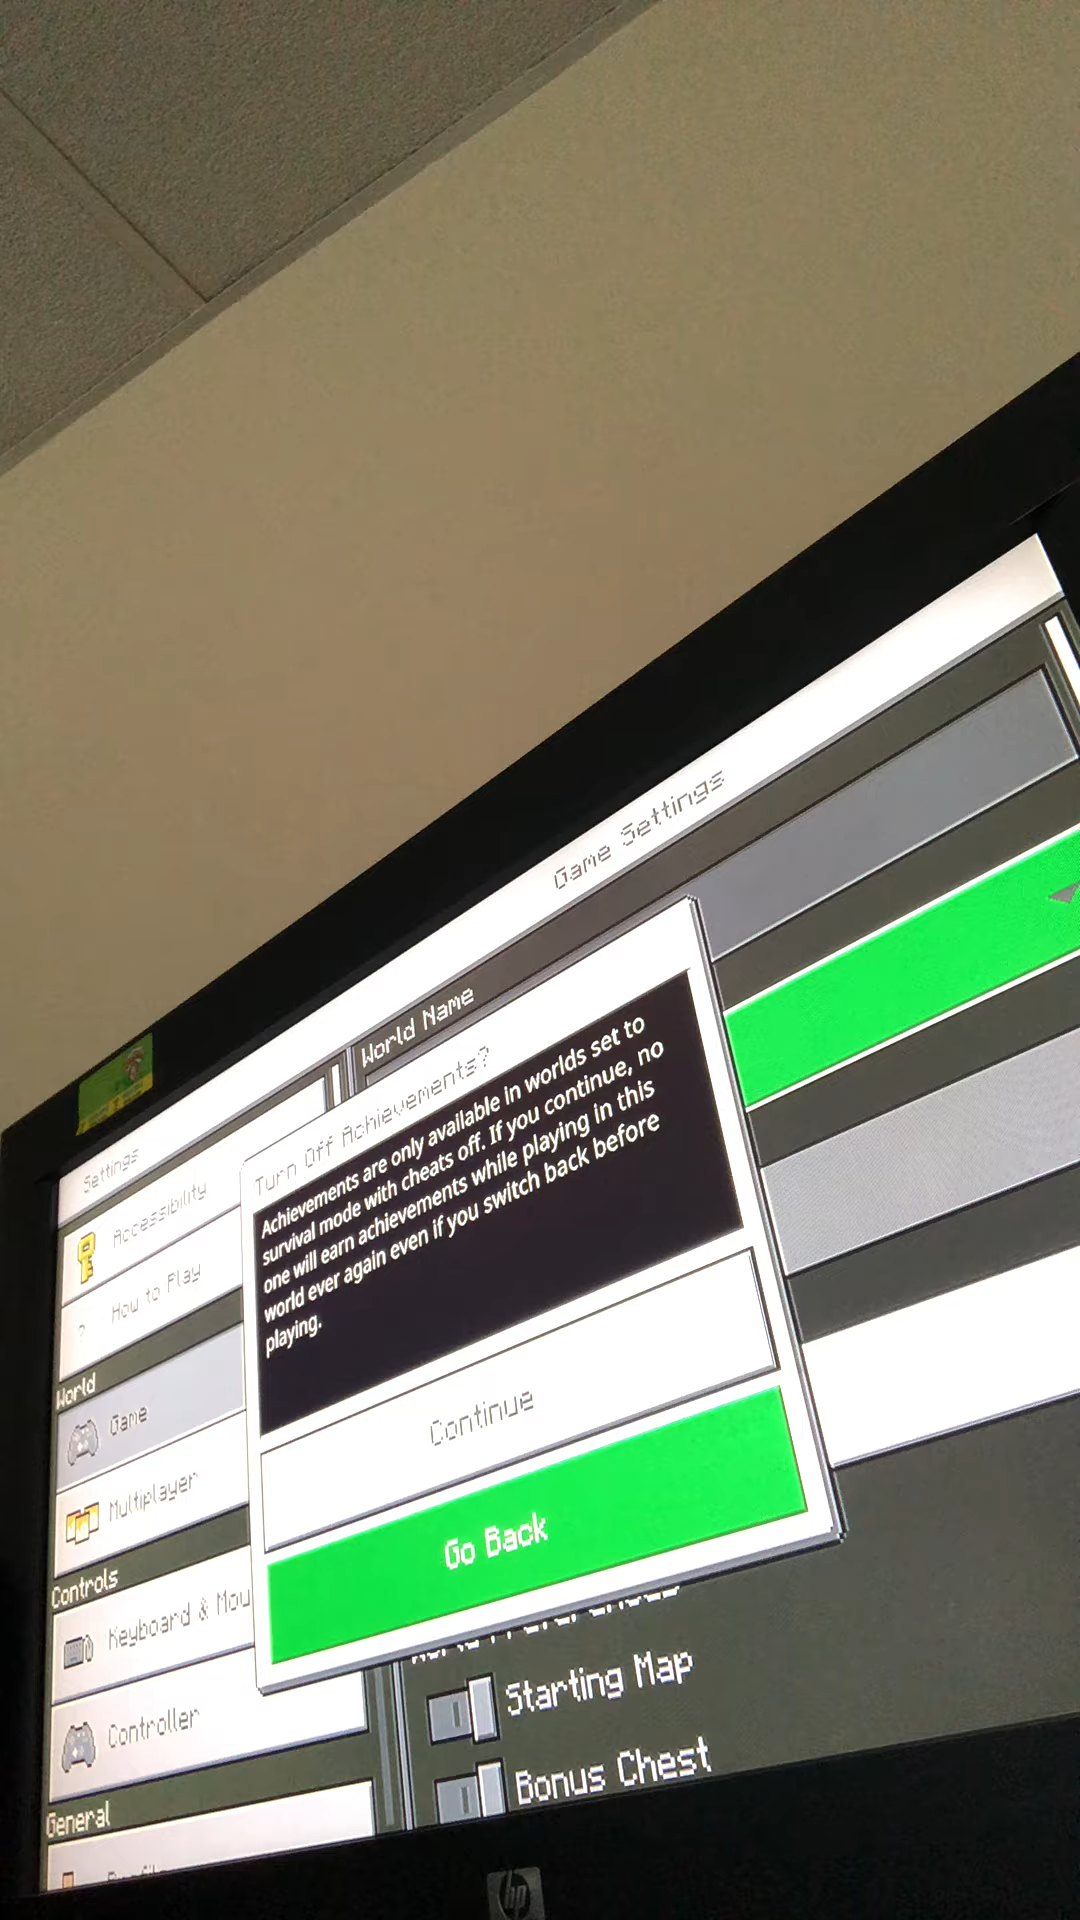 Game Settings
World Name
Settings
Accessibility
How to Play
World
Game
Multiplayer
Controls
Keyboard & Mou
Controller
General
Turn Off Achievements?
Achievements are only available in worlds set to
survival mode with cheats off. If you continue, no
one will earn achievements while playing in this
world ever again even if you switch back before
playing.
Continue
Go Back
Starting Map
Bonus Chest
hp